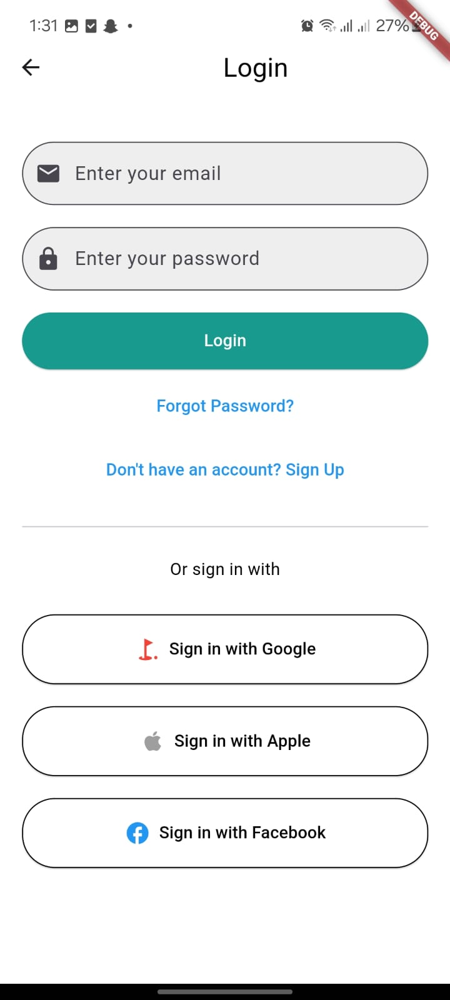 1:31
27%
DEBUG
Login
Enter your email
Enter your password
Login
Forgot Password?
Don't have an account? Sign Up
Or sign in with
Sign in with Google
Sign in with Apple
Sign in with Facebook